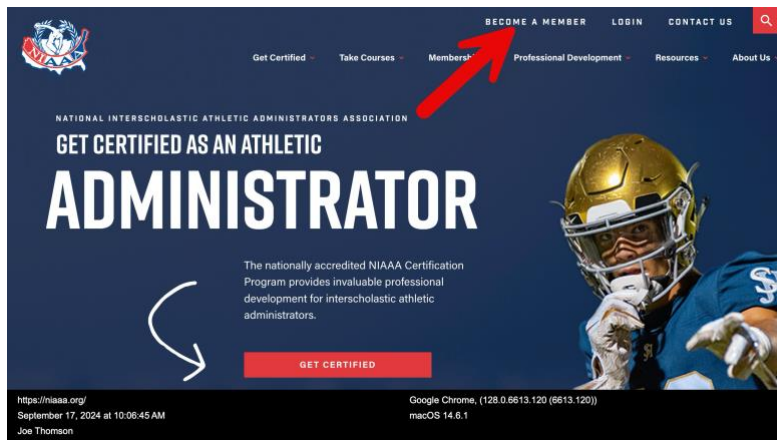 BECOME A MEMBER LOGIN CONTACT US
NIAAA
Get Certified Take Courses Membership Professional Development Resources About Us
NATIONAL INTERSCHOLASTIC ATHLETIC ADMINISTRATORS ASSOCIATION
GET CERTIFIED AS AN ATHLETIC
ADMINISTRATOR
The nationally accredited NIAAA Certification
Program provides invaluable professional
development for interscholastic athletic
administrators.
GET CERTIFIED
https://niaaa.org/
September 17, 2024 at 10:06:45 AM
Joe Thomson
Google Chrome, (128.0.6613.120 (6613.120))
macOS 14.6.1